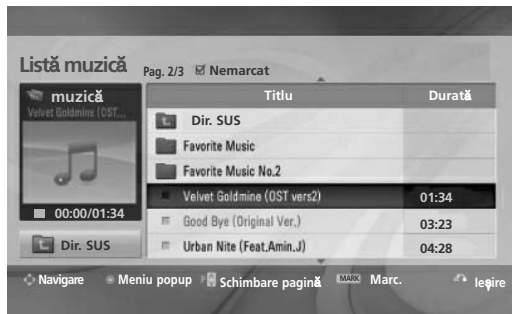 Listă muzică Pag. 2/3 Nemarcat
muzică
Velvet Goldmine (OST...
00:00/01:34
Dir. SUS
Titlu Durată
Dir. SUS
Favorite Music
Favorite Music No.2
Velvet Goldmine (OST vers2) 01:34
Good Bye (Original Ver.) 03:23
Urban Nite (Feat.Amin.J) 04:28
Navigare Meniu popup Schimbare pagină MARK Marc. Ieşire